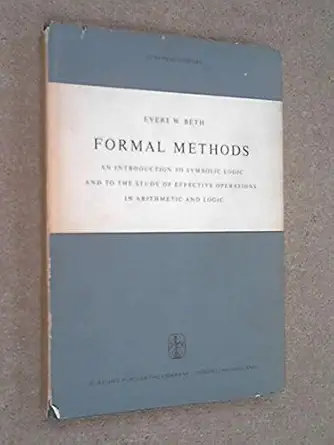 EVERT W. BETH
FORMAL METHODS
AN INTRODUCTION TO SYMBOLIC LOGIC
AND TO THE STUDY OF EFFECTIVE OPERATIONS
IN ARITHMETIC AND LOGIC